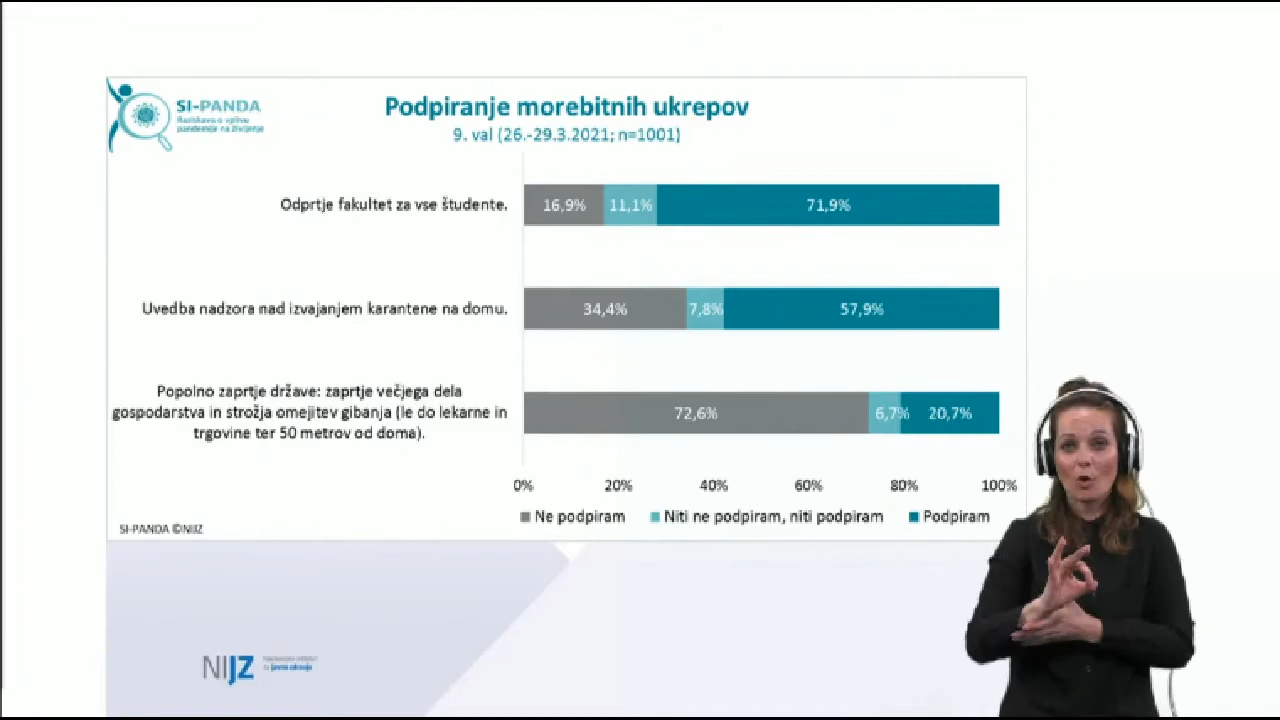 SI-PANDA
Raziskava o vplivu
pandemije na življenje
Podpiranje morebitnih ukrepov
9. val (26.-29.3.2021; n=1001)
Odprtje fakultet za vse študente.
16,9% 11,1% 71,9%
Uvedba nadzora nad izvajanjem karantene na domu.
34,4% 7,8% 57,9%
Popolno zaprtje države: zaprtje večjega dela
gospodarstva in strožja omejitev gibanja (le do lekarne in
trgovine ter 50 metrov od doma).
72,6% 6,7% 20,7%
0% 20% 40% 60% 80% 100%
Ne podpiram Niti ne podpiram, niti podpiram Podpiram
SI-PANDA ©NIJZ
NIJZ
javno zdravje